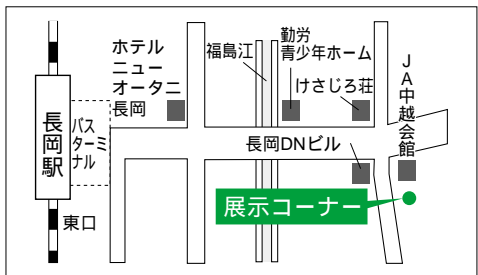 ホテル
ニュー
オータニ
長岡
福島江
勤労
青少年ホーム
けさじろ荘
JA中越会館
長岡駅
バス
ターミ
ナル
長岡DNビル
展示コーナー
東口